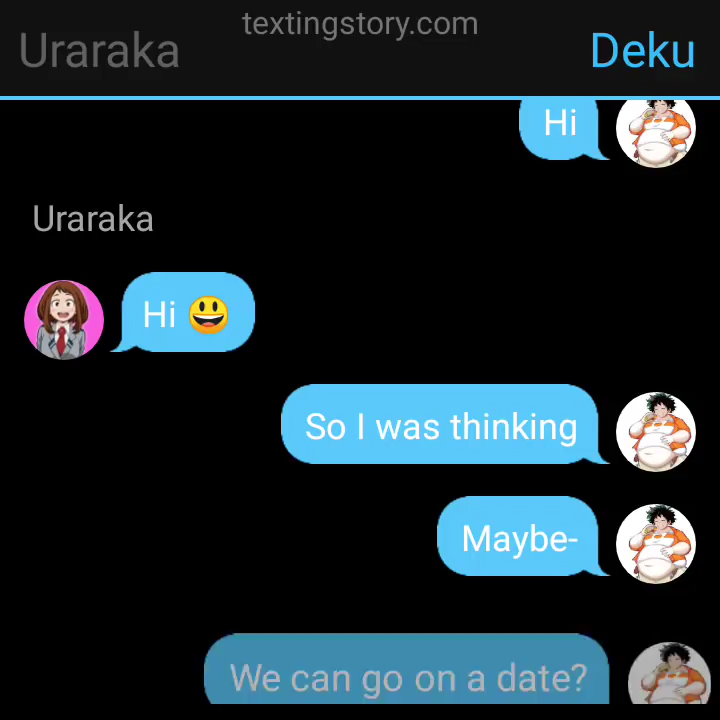 textingstory.com
Uraraka
Deku
Hi
Uraraka
Hi 😃
So I was thinking
Maybe-
We can go on a date?